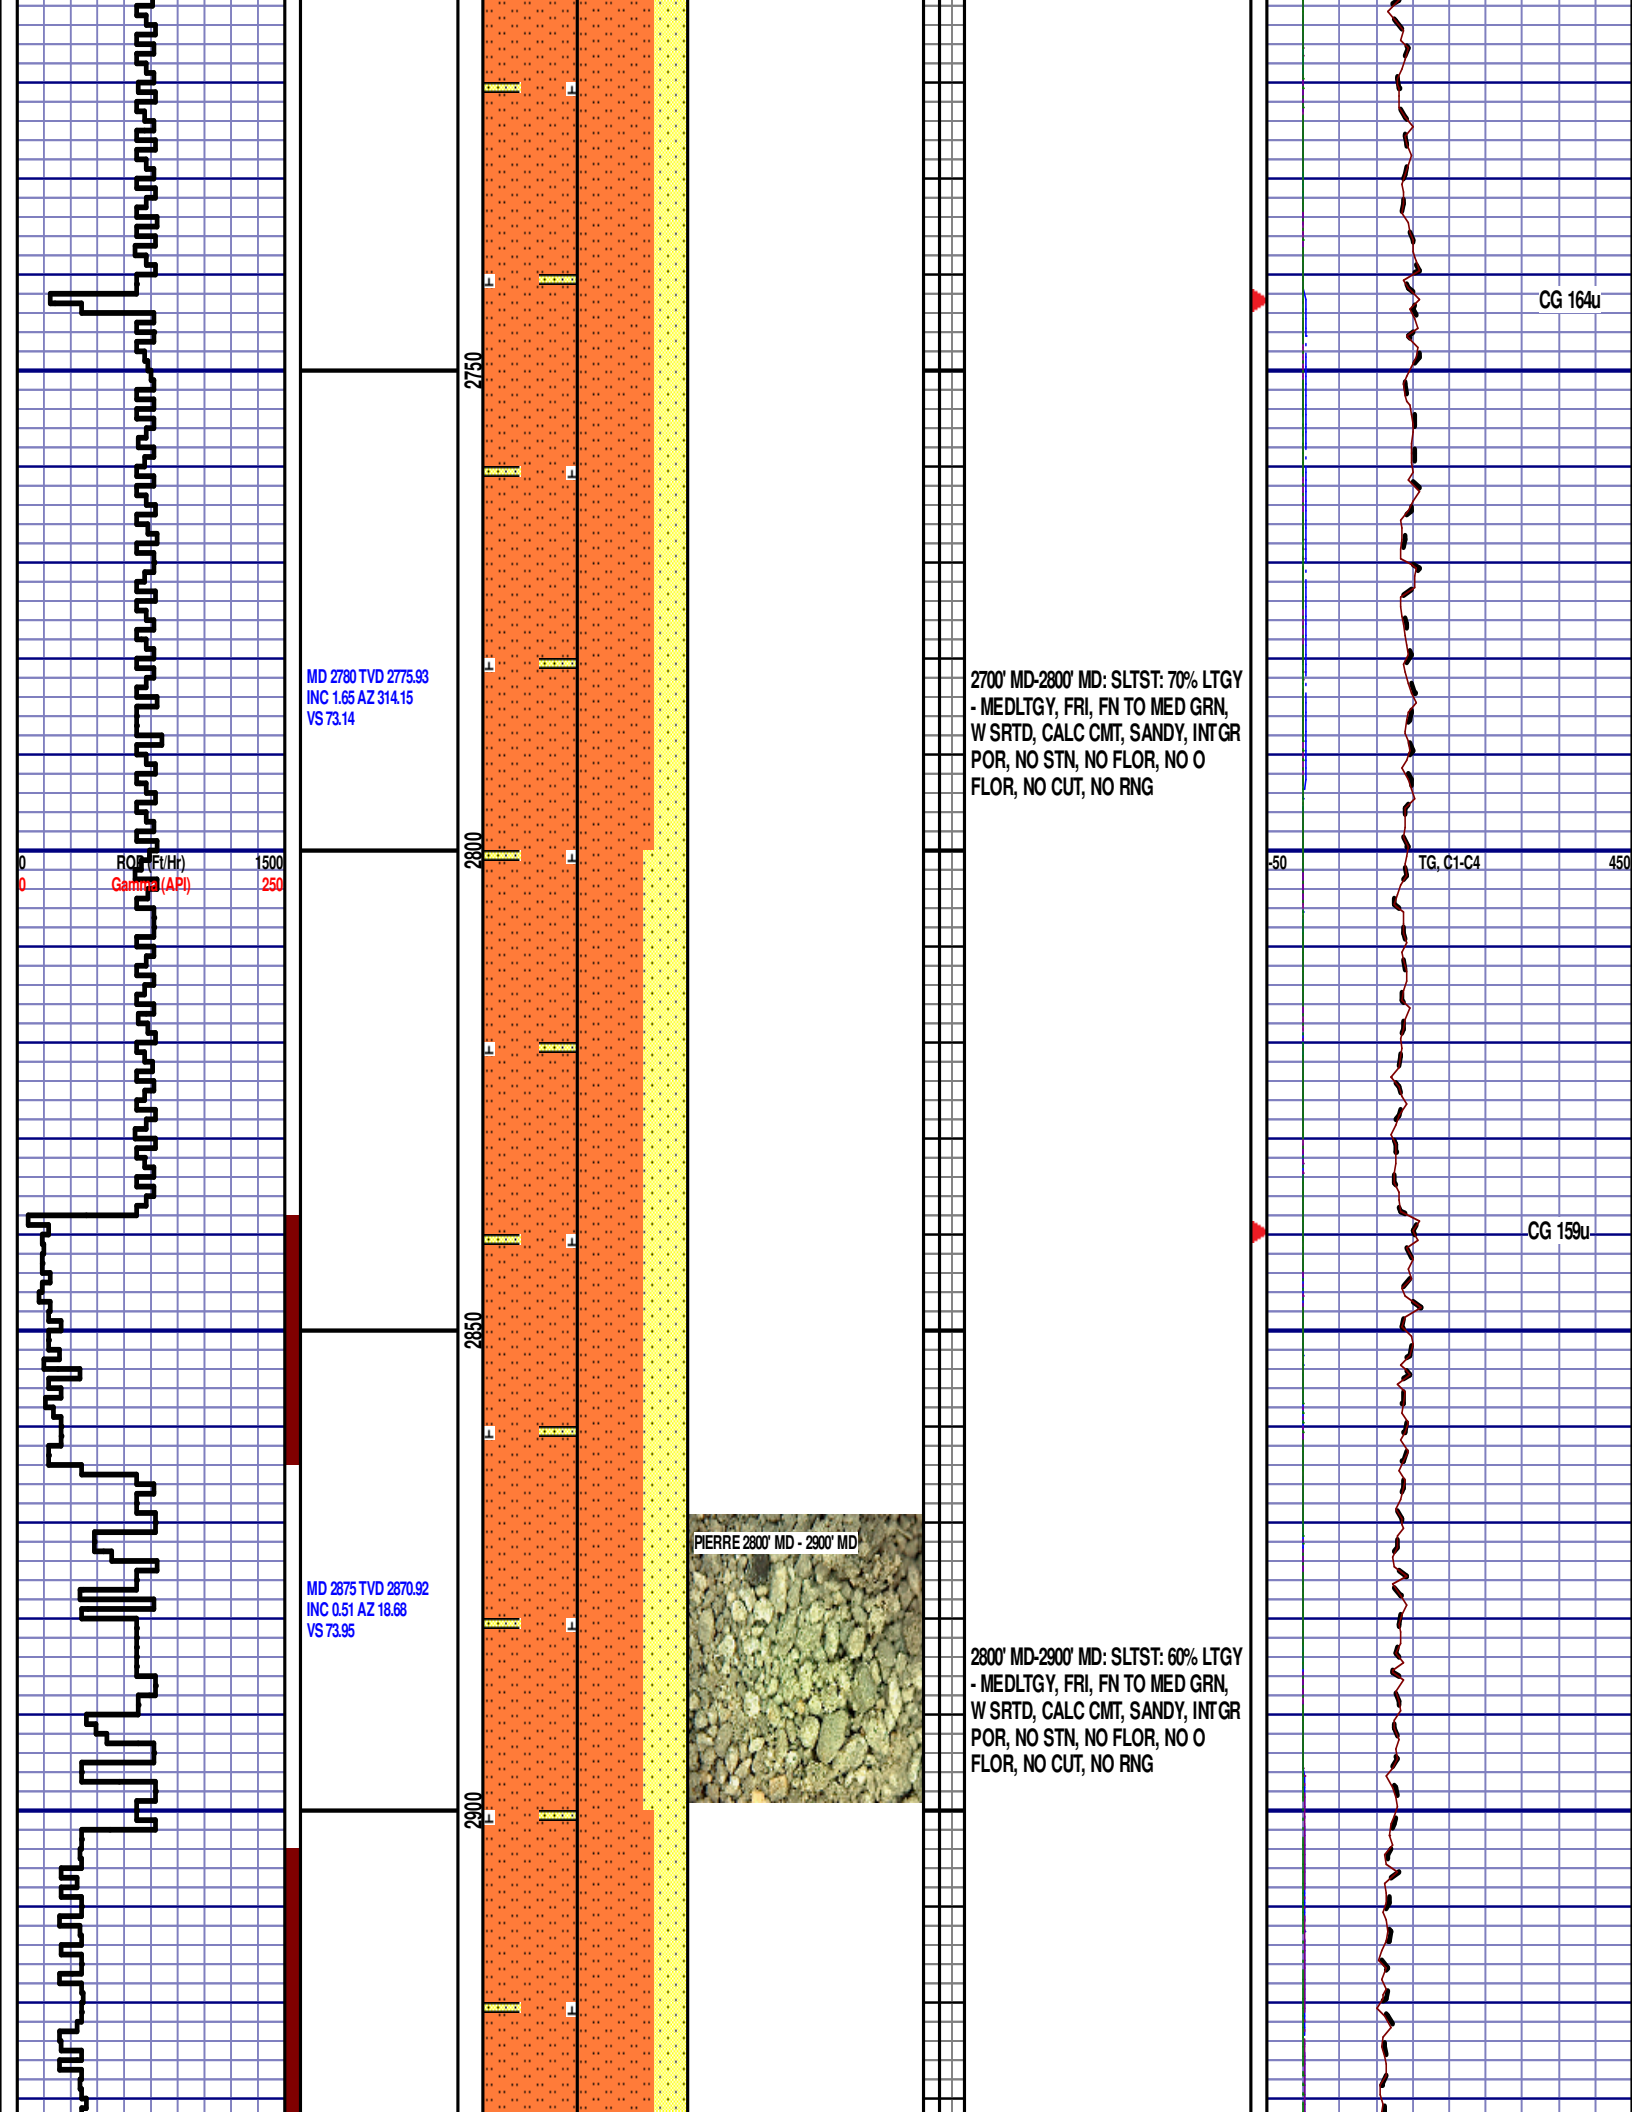 CG 164u
2750
MD 2780 TVD 2775.93
INC 1.65 AZ 314.15
VS 73.14
2700' MD-2800' MD: SLTST: 70% LTGY
- MEDLTGY, FRI, FN TO MED GRN,
W SRTD, CALC CMT, SANDY, INTGR
POR, NO STN, NO FLOR, NO O
FLOR, NO CUT, NO RNG
2800
0 ROP (Ft/Hr) 1500
0 Gamma (API) 250
-50 TG, C1-C4 450
CG 159u
2850
PIERRE 2800' MD - 2900' MD
MD 2875 TVD 2870.92
INC 0.51 AZ 18.68
VS 73.95
2800' MD-2900' MD: SLTST: 60% LTGY
- MEDLTGY, FRI, FN TO MED GRN,
W SRTD, CALC CMT, SANDY, INTGR
POR, NO STN, NO FLOR, NO O
FLOR, NO CUT, NO RNG
2900